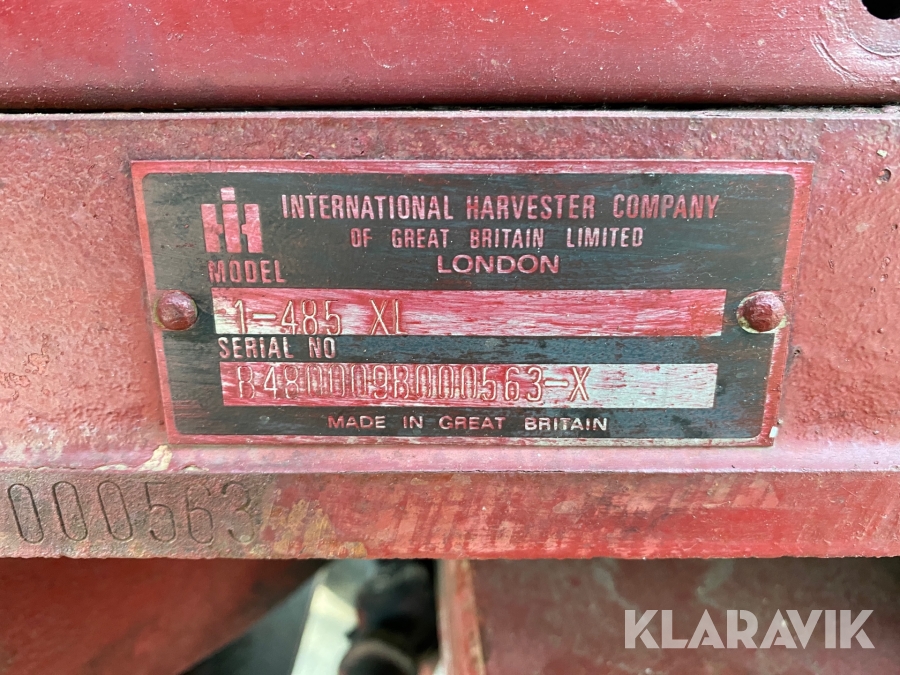 IH INTERNATIONAL HARVESTER COMPANY
OF GREAT BRITAIN LIMITED
LONDON
MODEL
1-485 XL
SERIAL NO
B480009B000563-X
MADE IN GREAT BRITAIN
000563
KLARAVIK